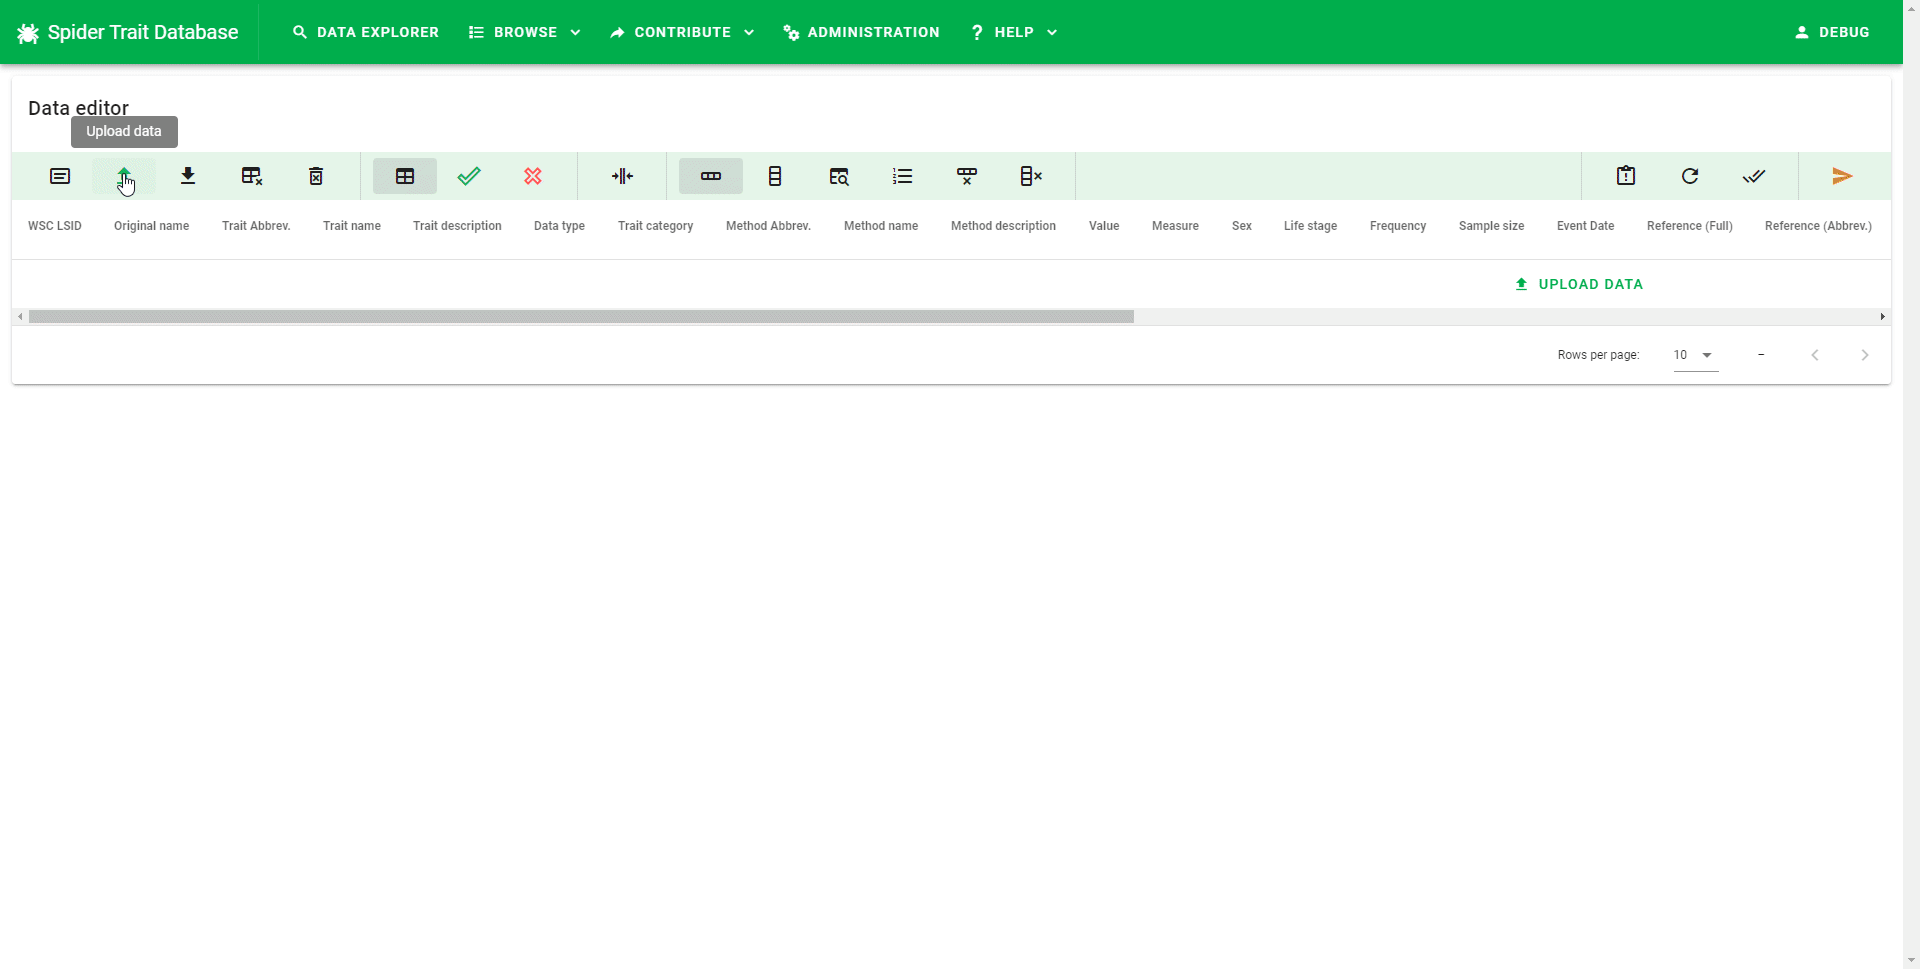 Spider Trait Database
DATA EXPLORER
BROWSE
CONTRIBUTE
ADMINISTRATION
HELP
DEBUG
Data editor
Upload data
WSC LSID
Original name
Trait Abbrev.
Trait name
Trait description
Data type
Trait category
Method Abbrev.
Method name
Method description
Value
Measure
Sex
Life stage
Frequency
Sample size
Event Date
Reference (Full)
Reference (Abbrev.)
UPLOAD DATA
Rows per page:
10
–